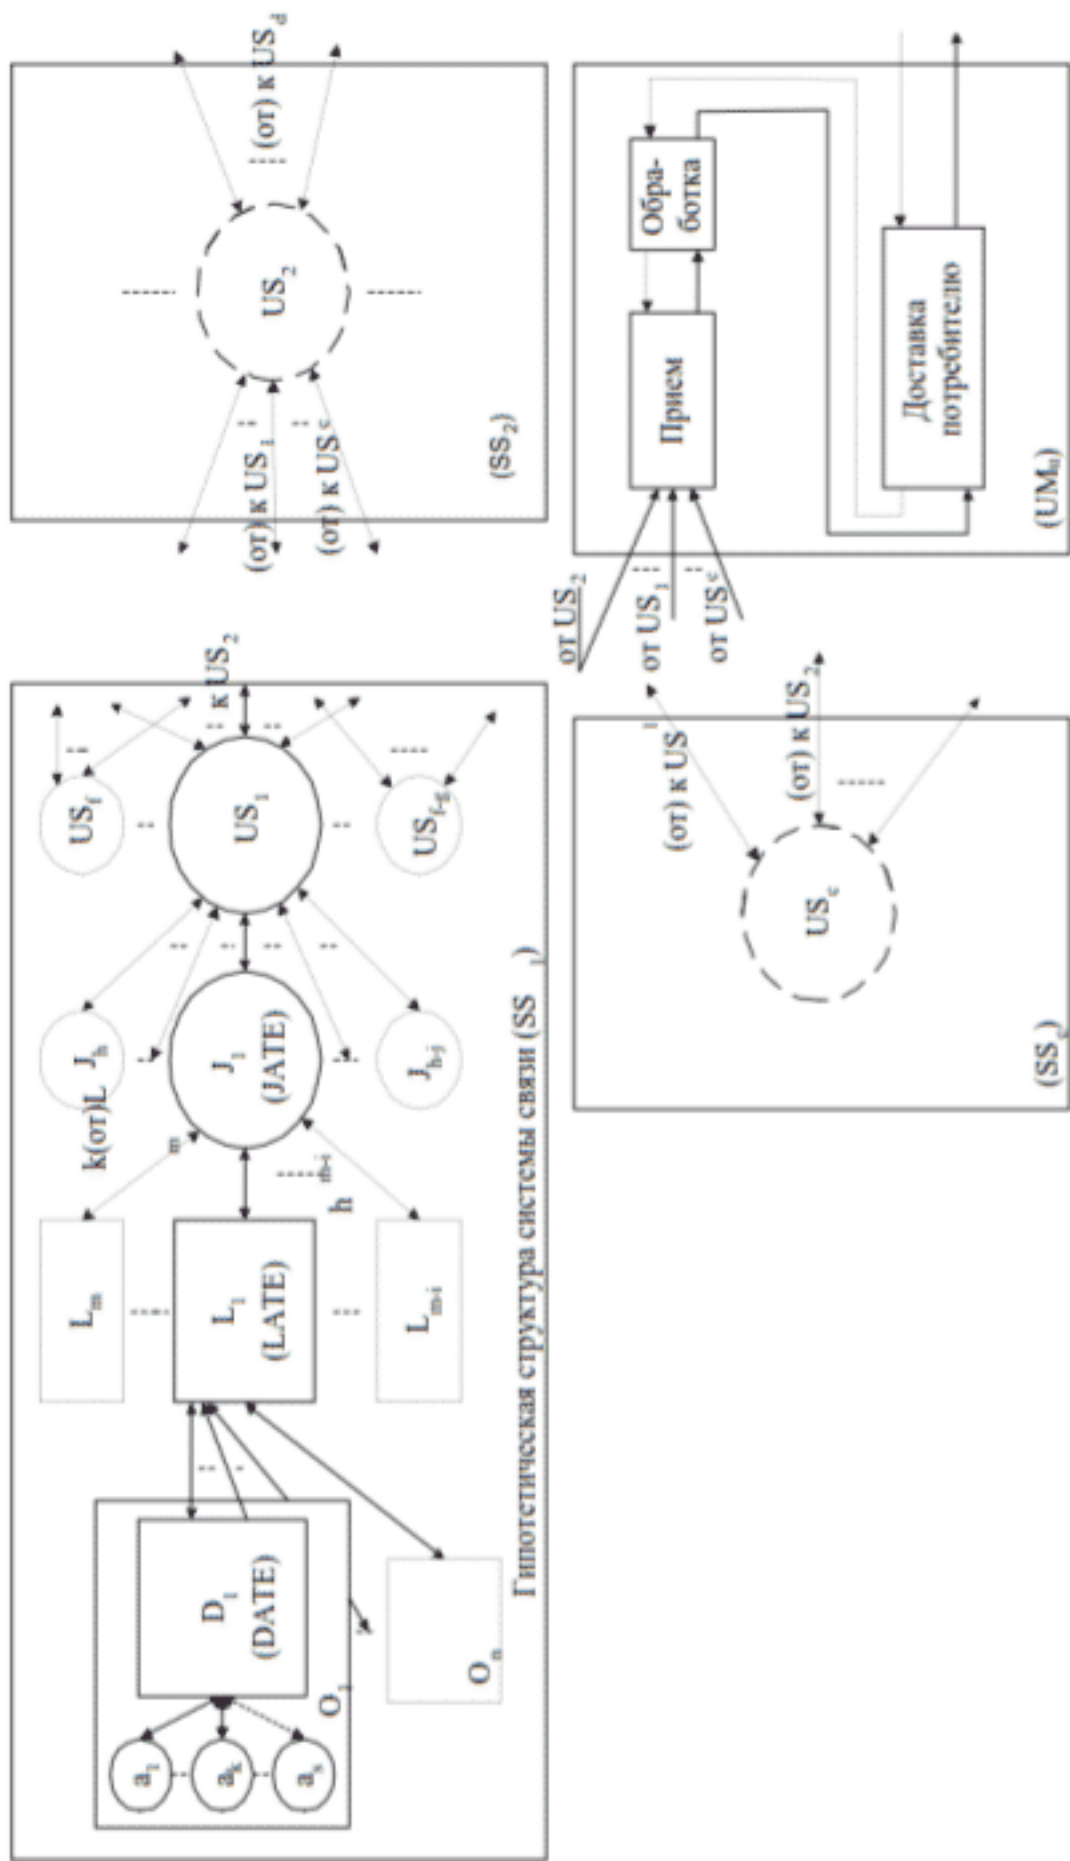 a1
ak
as
D1
(DATE)
O1
On
Lm
L1
(LATE)
Lm-i
k(от)L
m
m-i
h
Jh
J1
(JATE)
Jh-j
USf
US1
USf-g
к US2
Гипотетическая структура системы связи (SS1)
(от) к US1
(от) к USc
US2
(от) к USd
(SS2)
USc
(от) к US1
(от) к US2
(SSc)
от US2
от US1
от USc
Прием
Обра-
ботка
Доставка
потребителю